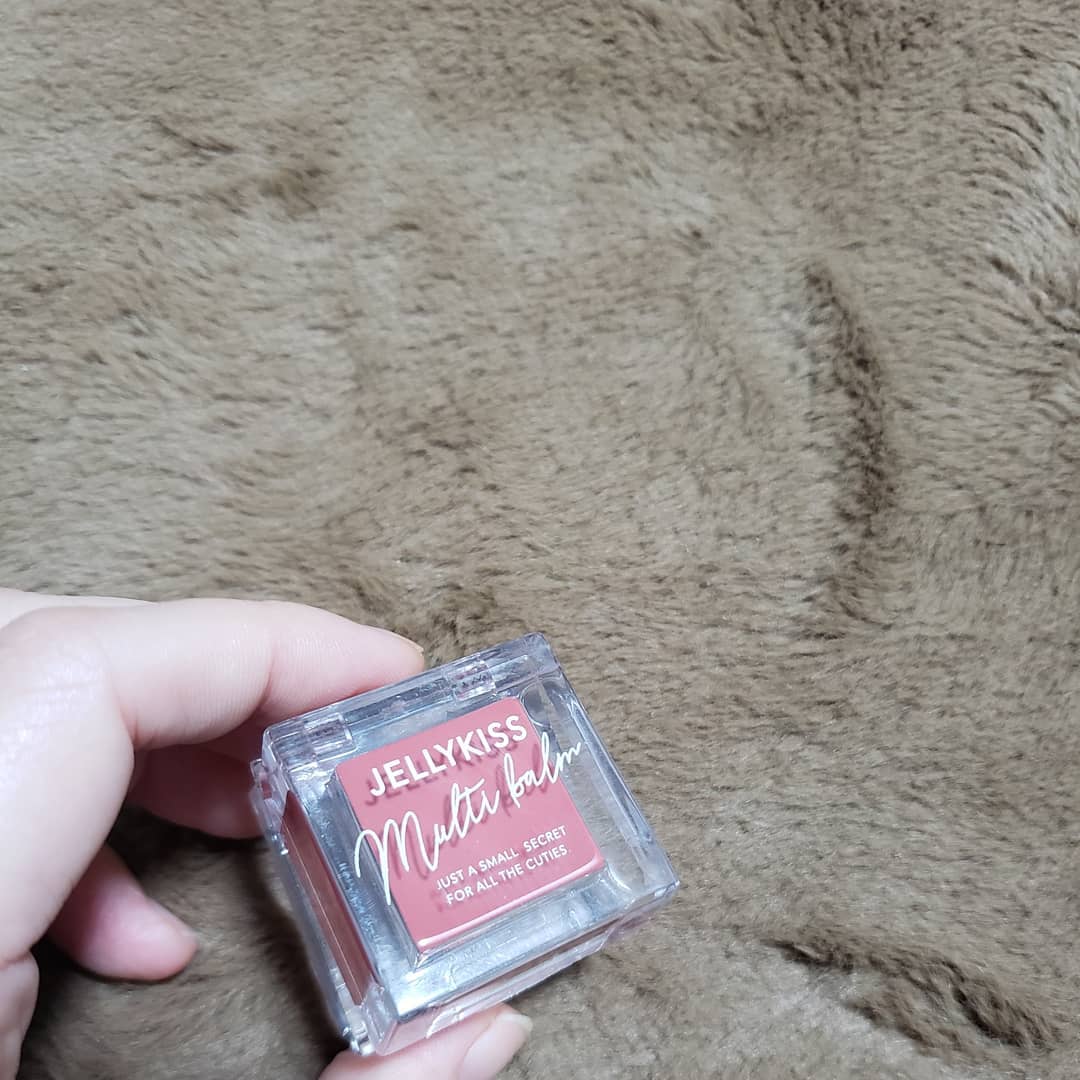 JELLYKISS
Multi balm
JUST A SMALL SECRET
FOR ALL THE CUTIES.